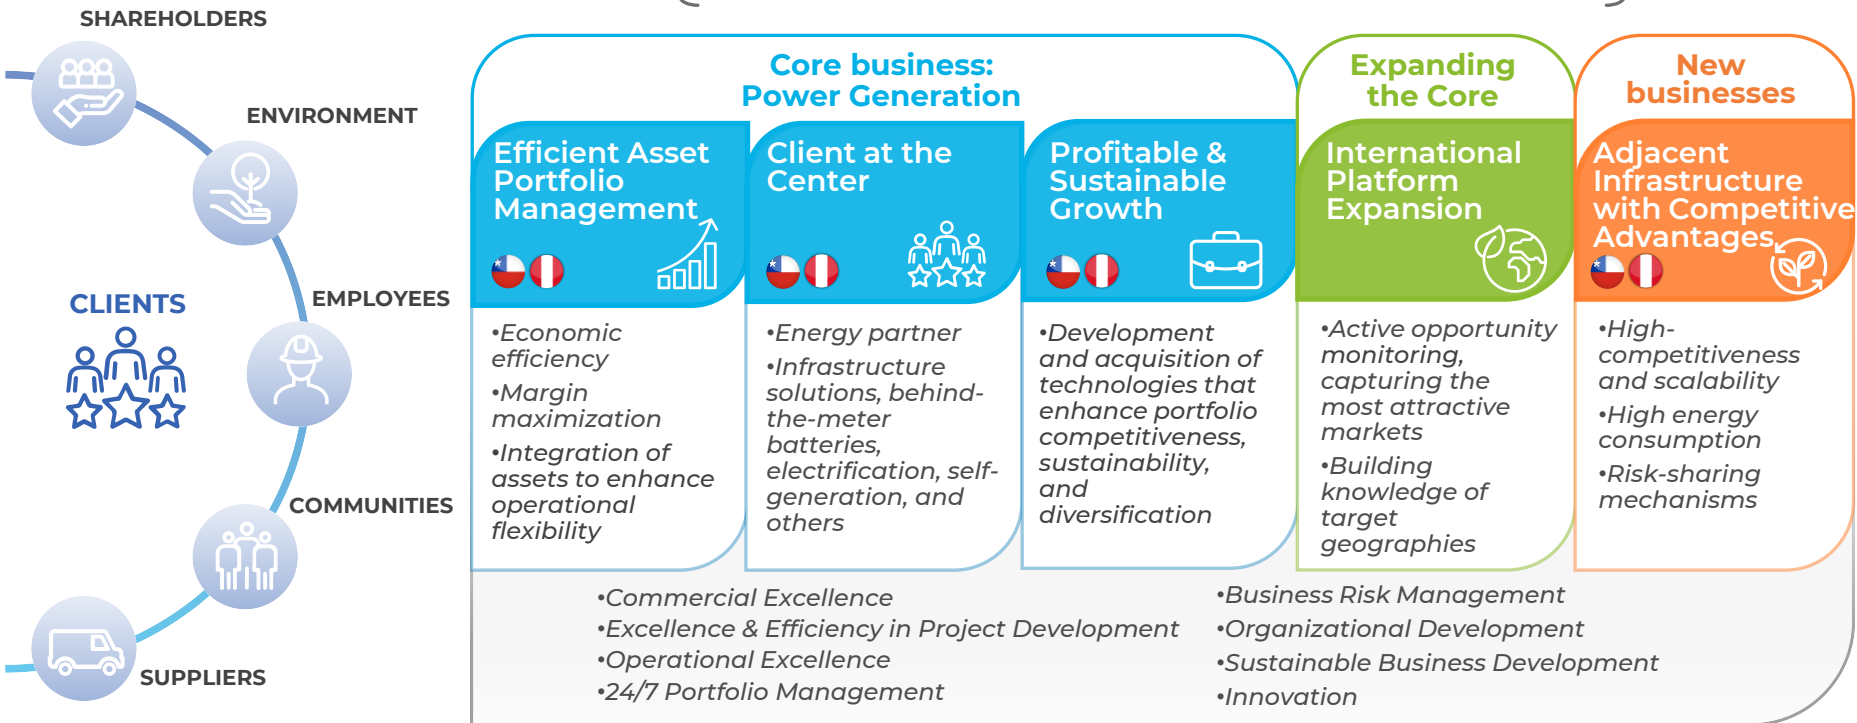 SHAREHOLDERS
ENVIRONMENT
EMPLOYEES
CLIENTS
COMMUNITIES
SUPPLIERS
Core business:
Power Generation
Efficient Asset
Portfolio
Management
•Economic
efficiency
•Margin
maximization
•Integration of
assets to enhance
operational
flexibility
Client at the
Center
•Energy partner
•Infrastructure
solutions, behind-
the-meter
batteries,
electrification, self-
generation, and
others
Profitable &
Sustainable
Growth
•Development
and acquisition of
technologies that
enhance portfolio
competitiveness,
sustainability,
and
diversification
Expanding
the Core
International
Platform
Expansion
•Active opportunity
monitoring,
capturing the
most attractive
markets
•Building
knowledge of
target
geographies
New
businesses
Adjacent
Infrastructure
with Competitive
Advantages
•High-
competitiveness
and scalability
•High energy
consumption
•Risk-sharing
mechanisms
•Commercial Excellence
•Excellence & Efficiency in Project Development
•Operational Excellence
•24/7 Portfolio Management
•Business Risk Management
•Organizational Development
•Sustainable Business Development
•Innovation